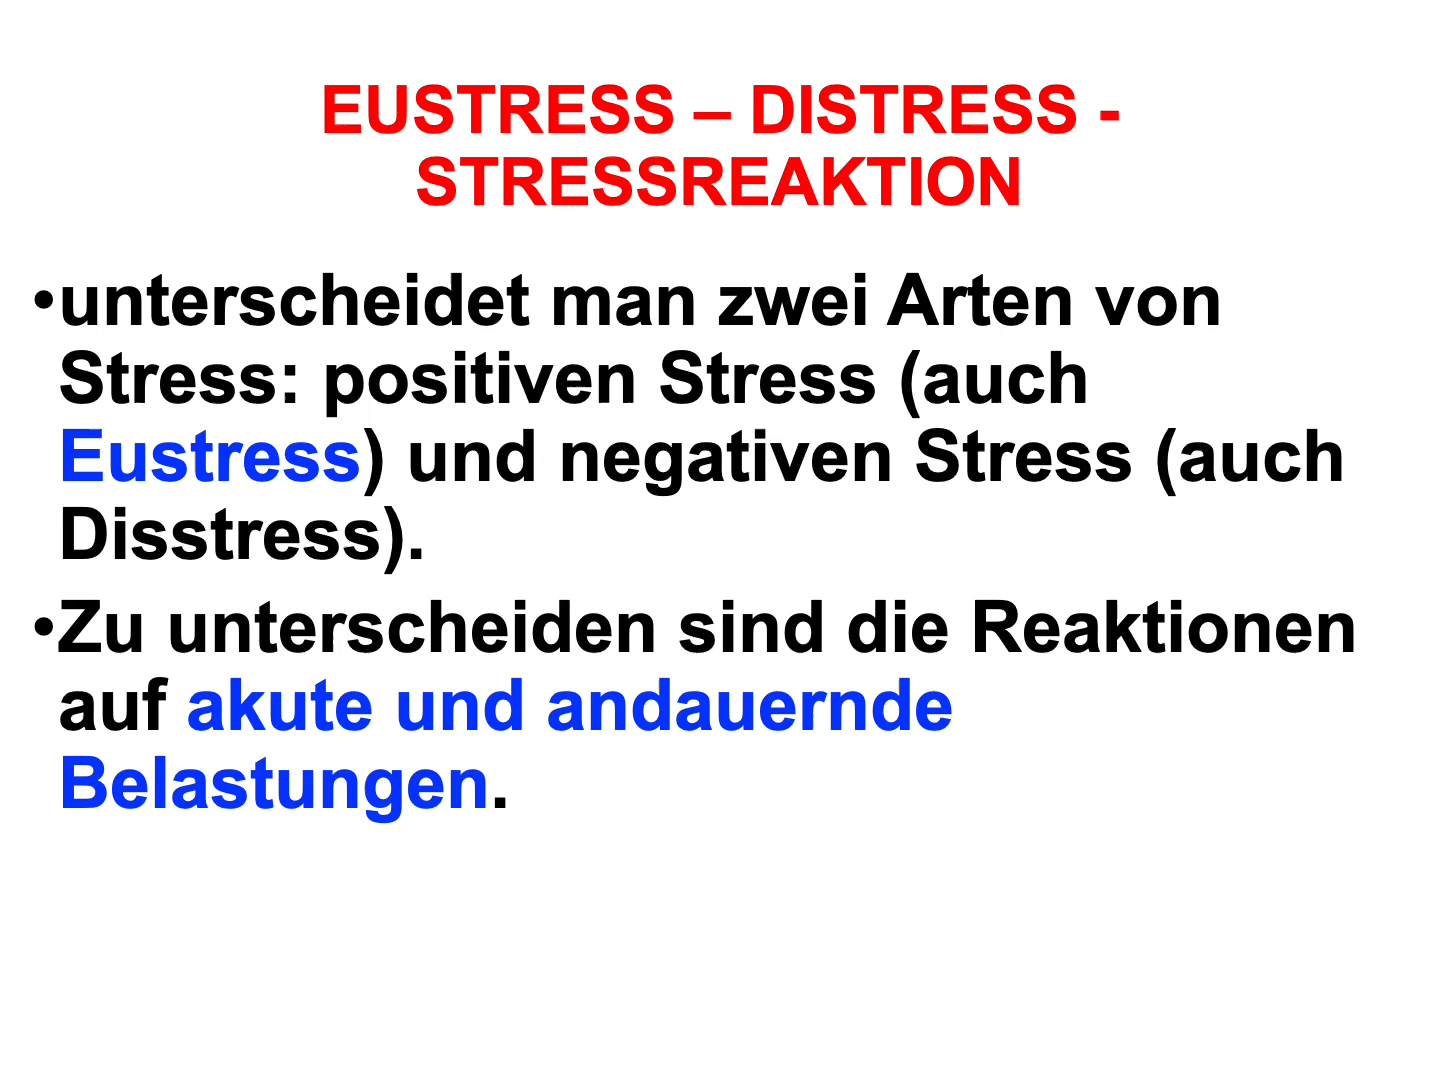 EUSTRESS – DISTRESS -
STRESSREAKTION
•unterscheidet man zwei Arten von
Stress: positiven Stress (auch
Eustress) und negativen Stress (auch
Disstress).
•Zu unterscheiden sind die Reaktionen
auf akute und andauernde
Belastungen.